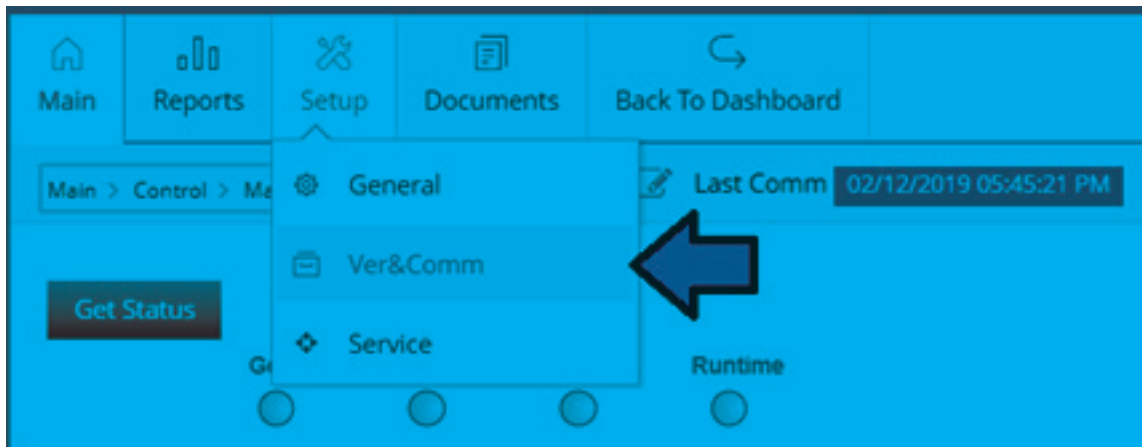 Main Reports Setup Documents Back To Dashboard
Main > Control > Ma
General
Last Comm 02/12/2019 05:45:21 PM
Ver&Comm
Get Status
Service
Ge
Runtime